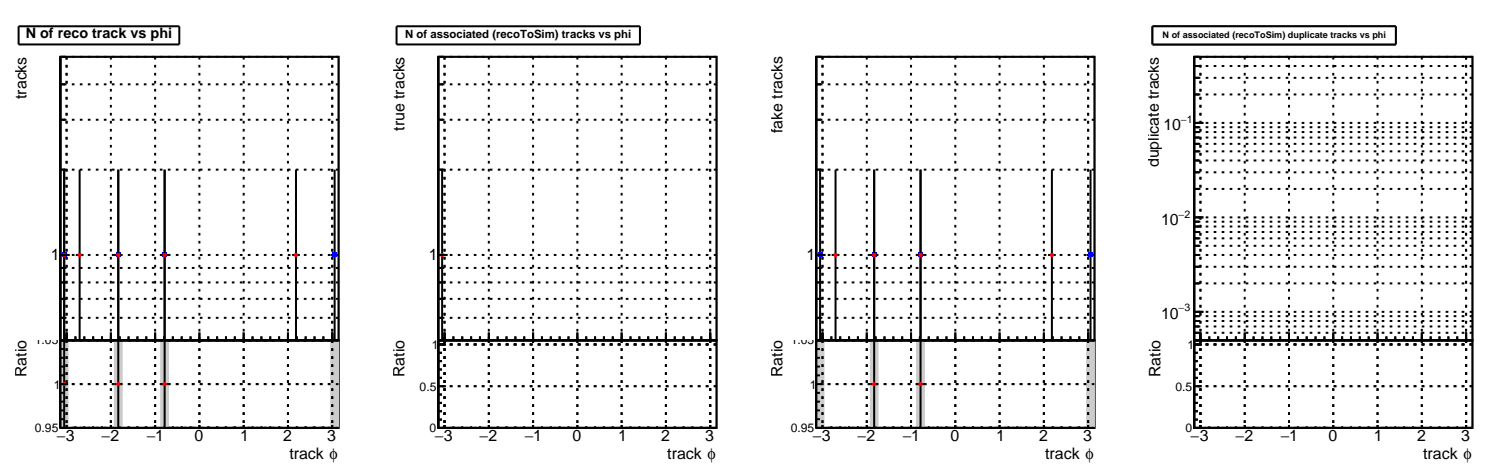 N of reco track vs phi
tracks
1
1.05
Ratio
1
0.95
−3 −2 −1 0 1 2 3
track ϕ
N of associated (recoToSim) tracks vs phi
true tracks
1
1
Ratio
0.5
0
−3 −2 −1 0 1 2 3
track ϕ
fake tracks
1
1.05
Ratio
1
0.95
−3 −2 −1 0 1 2 3
track ϕ
N of associated (recoToSim) duplicate tracks vs phi
duplicate tracks
10−1
10−2
10−3
1
Ratio
0.5
0
−3 −2 −1 0 1 2 3
track ϕ